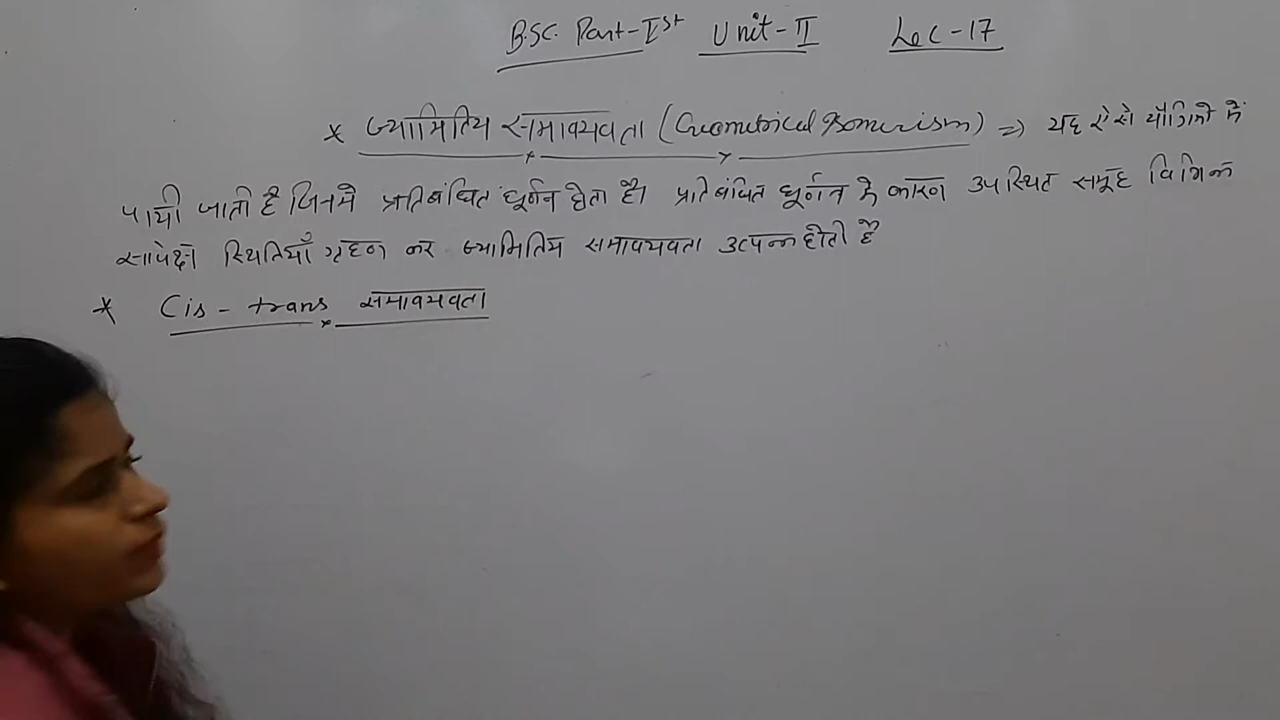 B.SC. Part-Ist Unit-II Lec-17
* ज्यामितिय समावयवता (Geometrical Isomerism) => यह ऐसे यौगिको मे
पायी जाती है जिनमे प्रतिबंधित घूर्णन होता है। प्रतिबंधित घूर्णन के कारण उपस्थित समूह विभिन्न
सापेक्ष स्थितियाँ ग्रहण कर ज्यामितिय समावयवता उत्पन्न होती है
* Cis - trans समावयवता